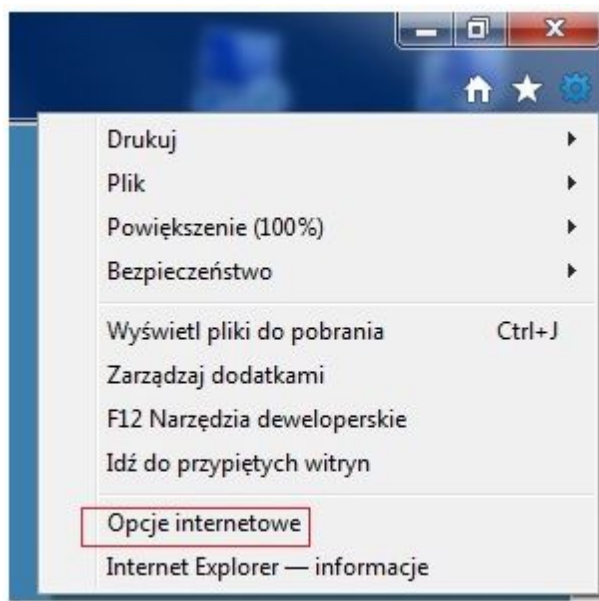 Drukuj
Plik
Powiększenie (100%)
Bezpieczeństwo
Wyświetl pliki do pobrania Ctrl+J
Zarządzaj dodatkami
F12 Narzędzia deweloperskie
Idź do przypiętych witryn
Opcje internetowe
Internet Explorer — informacje